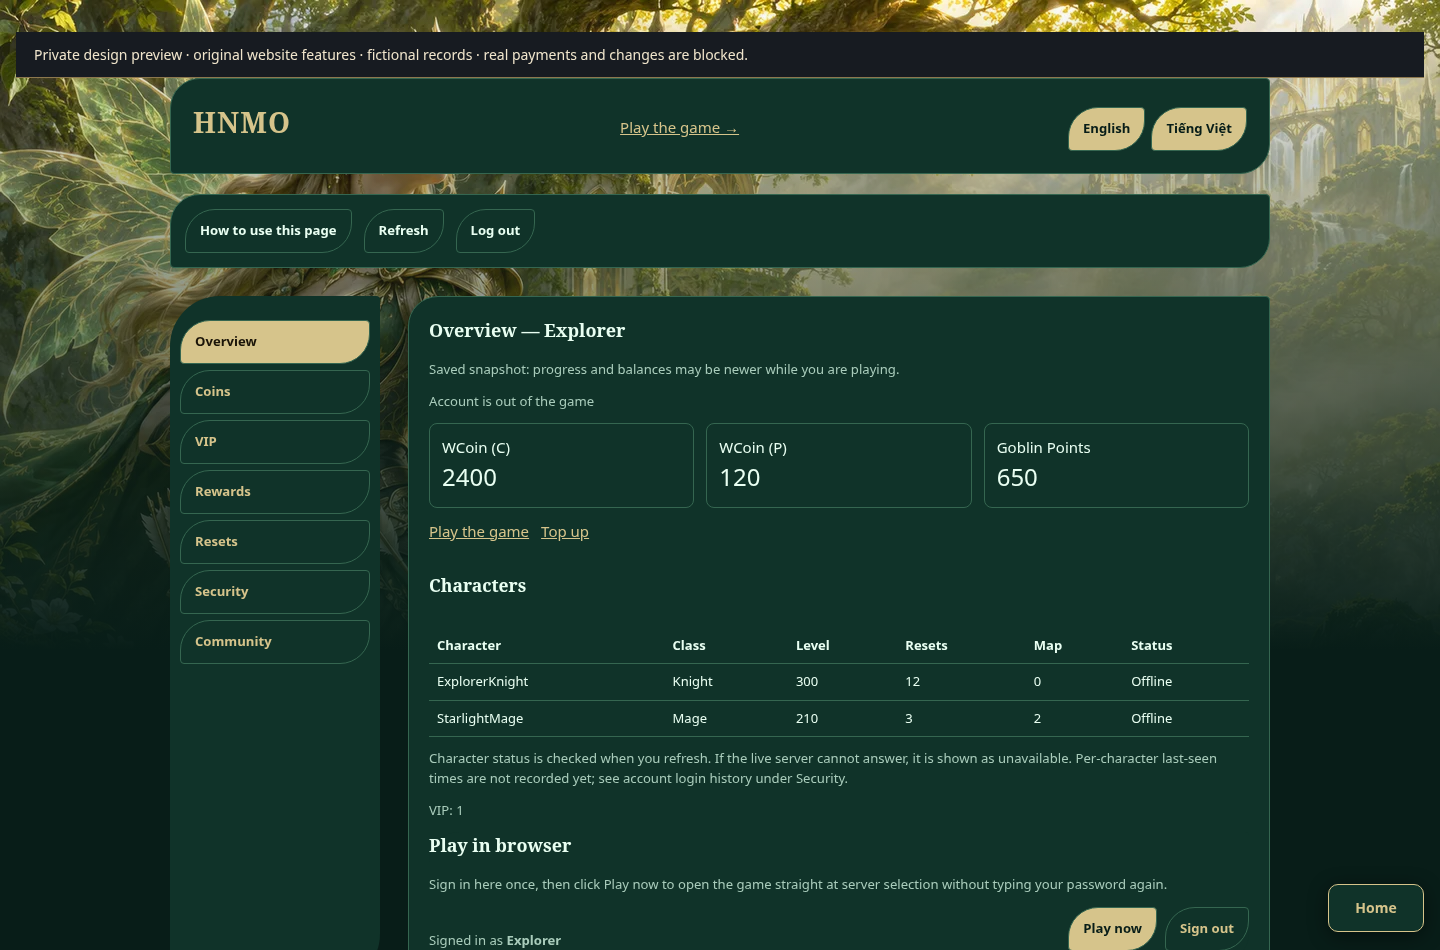 Private design preview · original website features · fictional records · real payments and changes are blocked.
HNMO
Play the game →
English
Tiếng Việt
How to use this page
Refresh
Log out
Overview
Coins
VIP
Rewards
Resets
Security
Community
Overview — Explorer
Saved snapshot: progress and balances may be newer while you are playing.
Account is out of the game
WCoin (C)
2400
WCoin (P)
120
Goblin Points
650
Play the game Top up
Characters
Character Class Level Resets Map Status
ExplorerKnight Knight 300 12 0 Offline
StarlightMage Mage 210 3 2 Offline
Character status is checked when you refresh. If the live server cannot answer, it is shown as unavailable. Per-character last-seen
times are not recorded yet; see account login history under Security.
VIP: 1
Play in browser
Sign in here once, then click Play now to open the game straight at server selection without typing your password again.
Signed in as Explorer
Play now
Sign out
Home